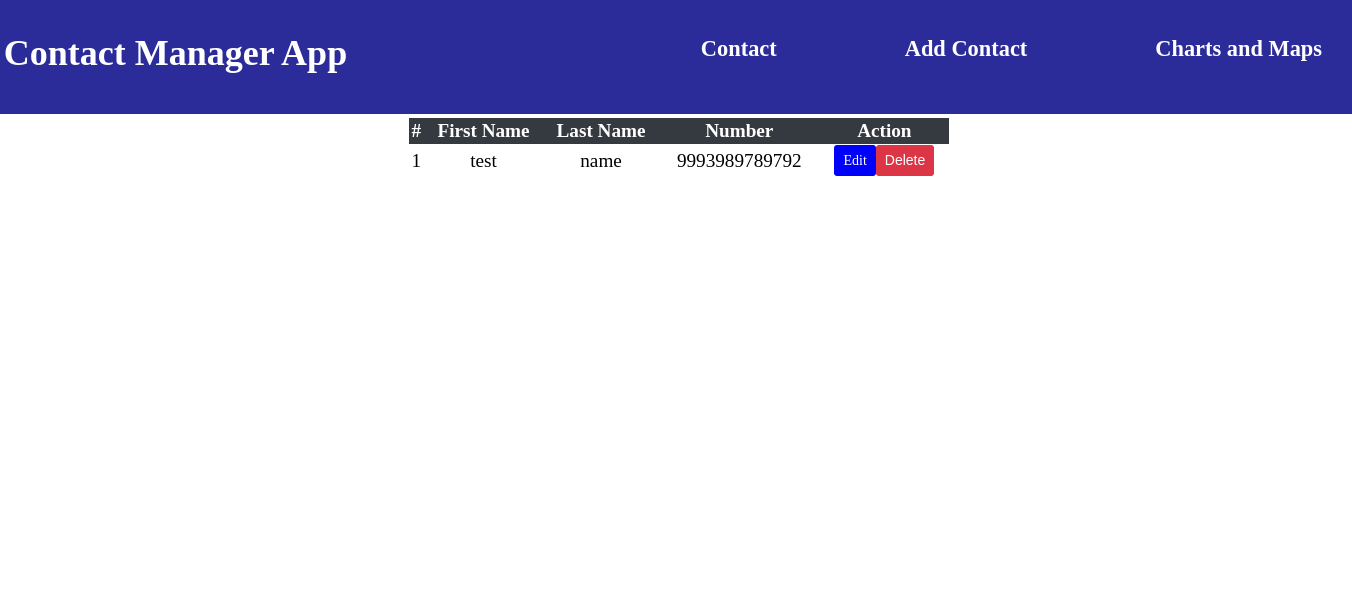 Contact Manager App Contact Add Contact Charts and Maps
# First Name Last Name Number Action
1 test name 9993989789792 Edit Delete